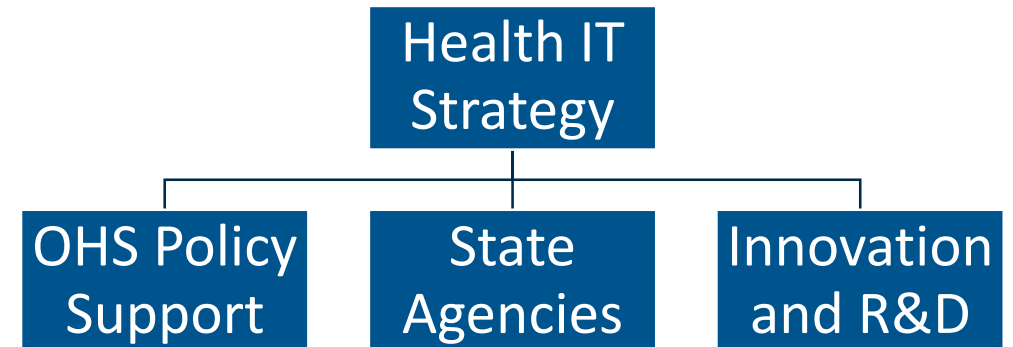 Health IT
Strategy
OHS Policy
Support
State
Agencies
Innovation
and R&D